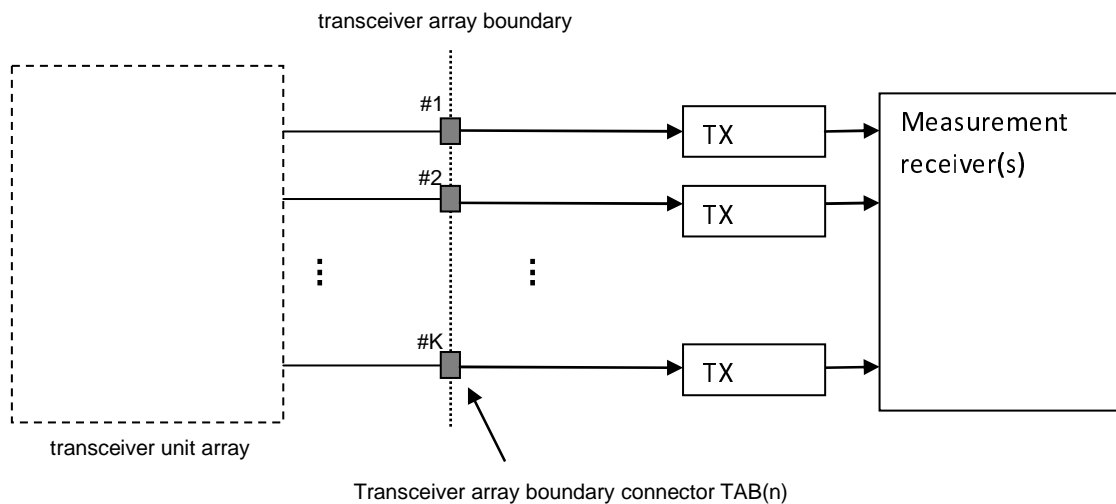 transceiver array boundary
#1
TX
Measurement
receiver(s)
#2
TX
#K
TX
transceiver unit array
Transceiver array boundary connector TAB(n)